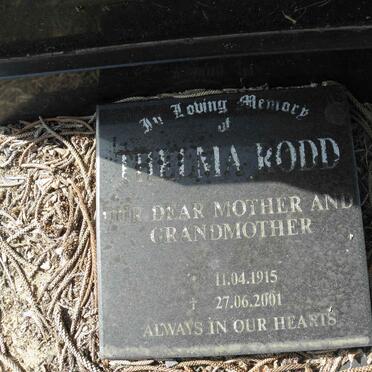 In Loving Memory
of
THELMA RODD
OUR DEAR MOTHER AND
GRANDMOTHER
* 11.04.1915
† 27.06.2001
ALWAYS IN OUR HEARTS